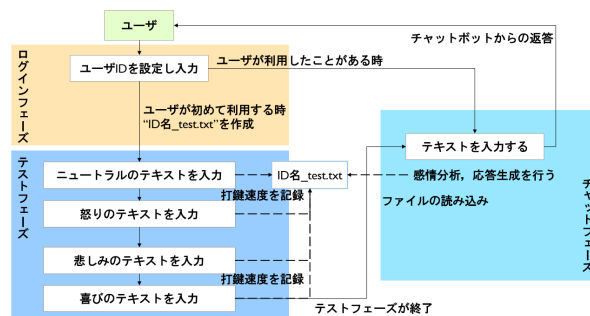 ユーザ
チャットボットからの返答
ログインフェーズ
ユーザIDを設定し入力
ユーザが利用したことがある時
ユーザが初めて利用する時
“ID名_test.txt”を作成
テキストを入力する
テストフェーズ
ニュートラルのテキストを入力
ID名_test.txt
感情分析，応答生成を行う
チャットフェーズ
打鍵速度を記録
ファイルの読み込み
怒りのテキストを入力
悲しみのテキストを入力
打鍵速度を記録
喜びのテキストを入力
テストフェーズが終了